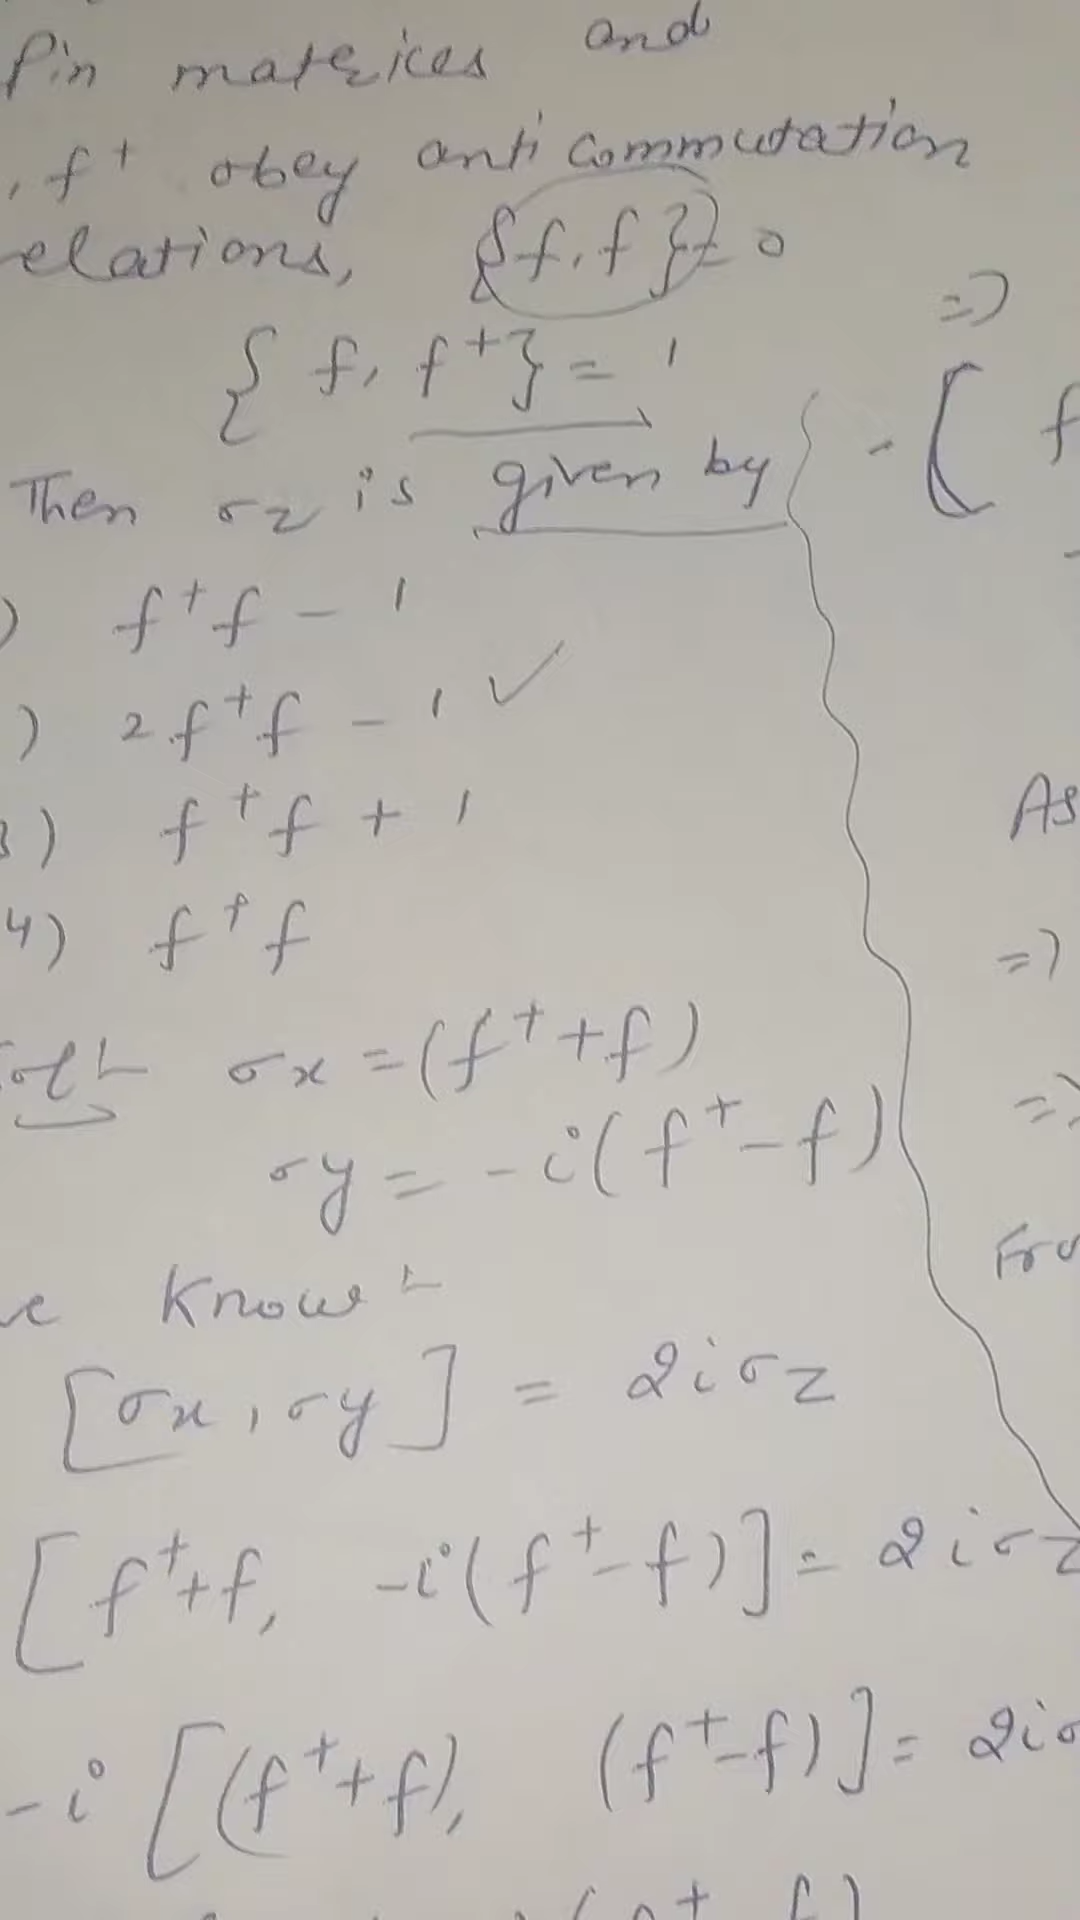 pin matrices and
, f⁺ obey anti commutation
elations, {f, f} = 0
{ f, f⁺} = 1
=)
- ( f
Then σz is given by
) f⁺f - 1
) 2f⁺f - 1 ✓
3) f⁺f + 1
As
4) f⁺f
=)
Sol:- σx = (f⁺ + f)
=>
σy = -i( f⁺ - f )
Fro
e know:-
[σx, σy] = 2iσz
[f⁺+f, -i(f⁺-f)] = 2iσz
-i [(f⁺+f), (f⁺-f)] = 2iσ